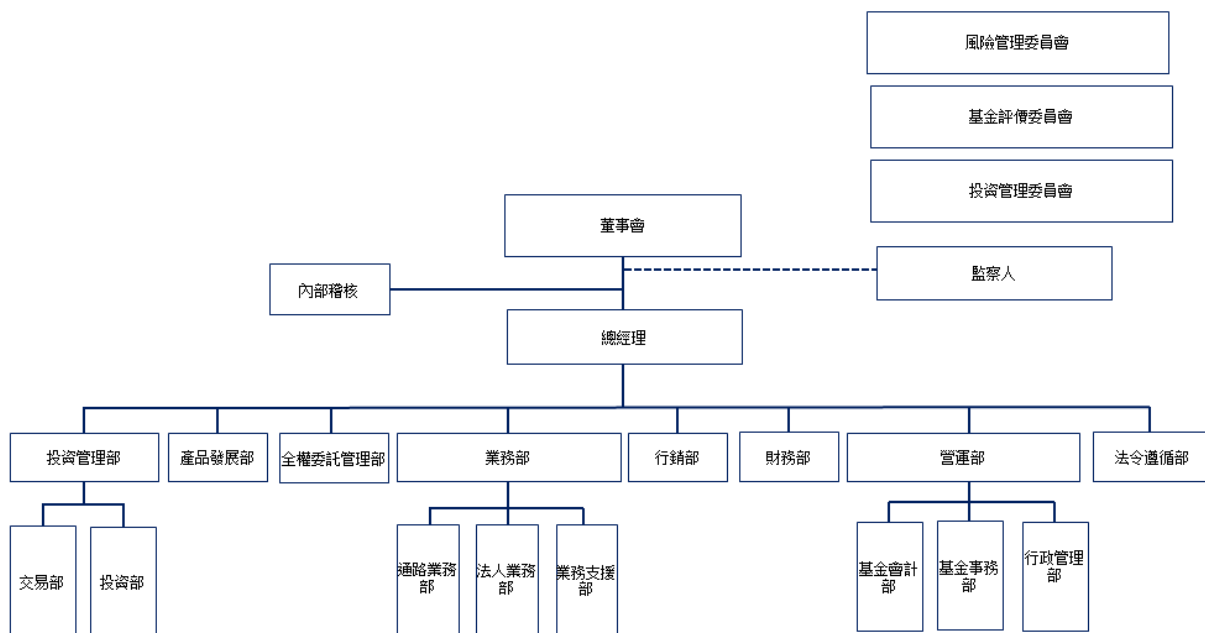 風險管理委員會
基金評價委員會
投資管理委員會
董事會
監察人
內部稽核
總經理
投資管理部
產品發展部
全權委託管理部
業務部
行銷部
財務部
營運部
法令遵循部
交易部
投資部
通路業務
部
法人業務
部
業務支援
部
基金會計
部
基金事務
部
行政管理
部